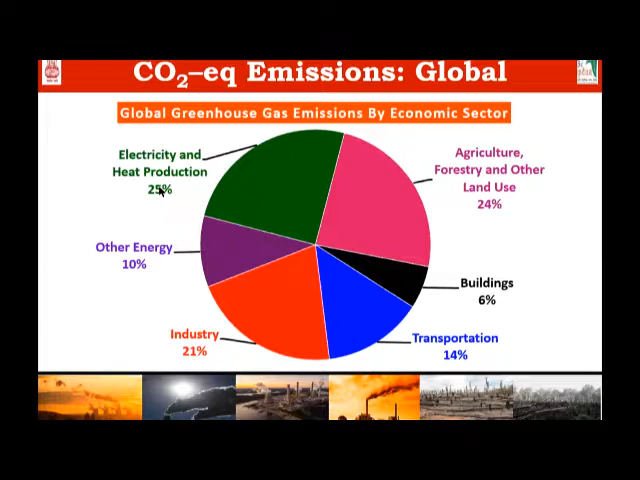 CO₂–eq Emissions: Global
Global Greenhouse Gas Emissions By Economic Sector
Electricity and
Heat Production
25%
Agriculture,
Forestry and Other
Land Use
24%
Other Energy
10%
Buildings
6%
Industry
21%
Transportation
14%